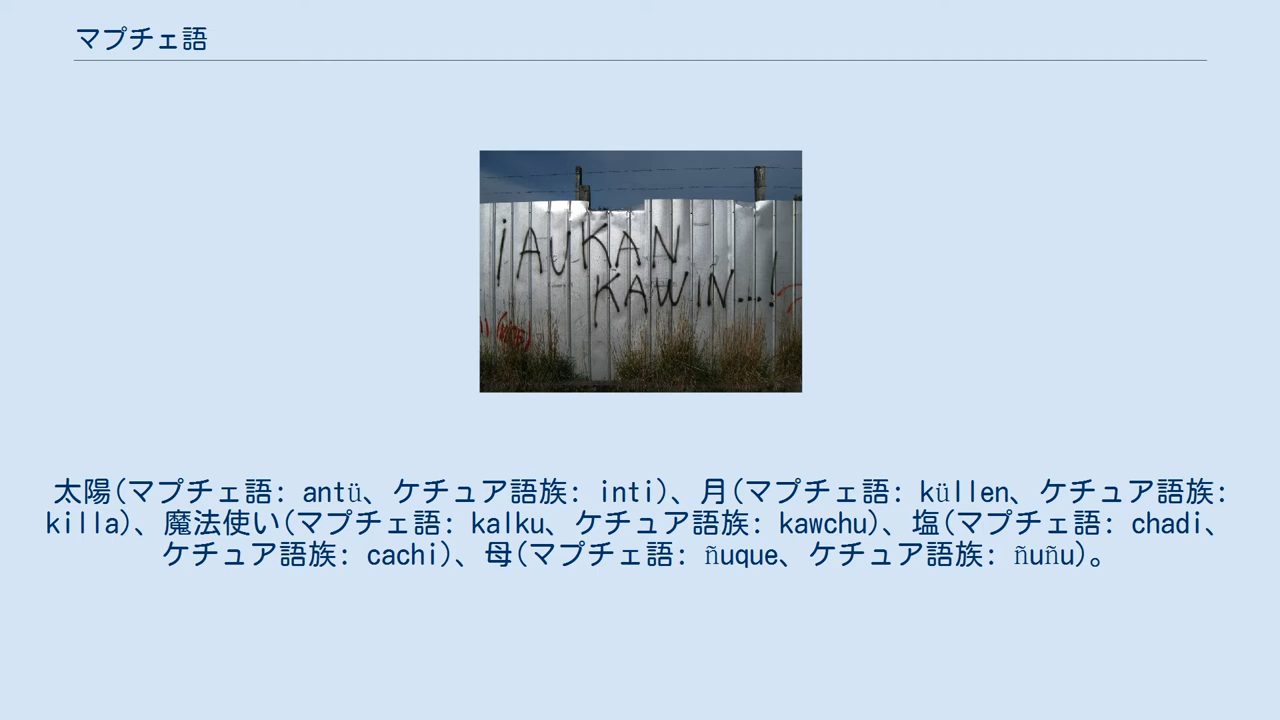 マプチェ語
¡AUKAN
KAWIN...!
太陽(マプチェ語: antü、ケチュア語族: inti)、月(マプチェ語: küllen、ケチュア語族:
killa)、魔法使い(マプチェ語: kalku、ケチュア語族: kawchu)、塩(マプチェ語: chadi、
ケチュア語族: cachi)、母(マプチェ語: ñuque、ケチュア語族: ñuñu)。